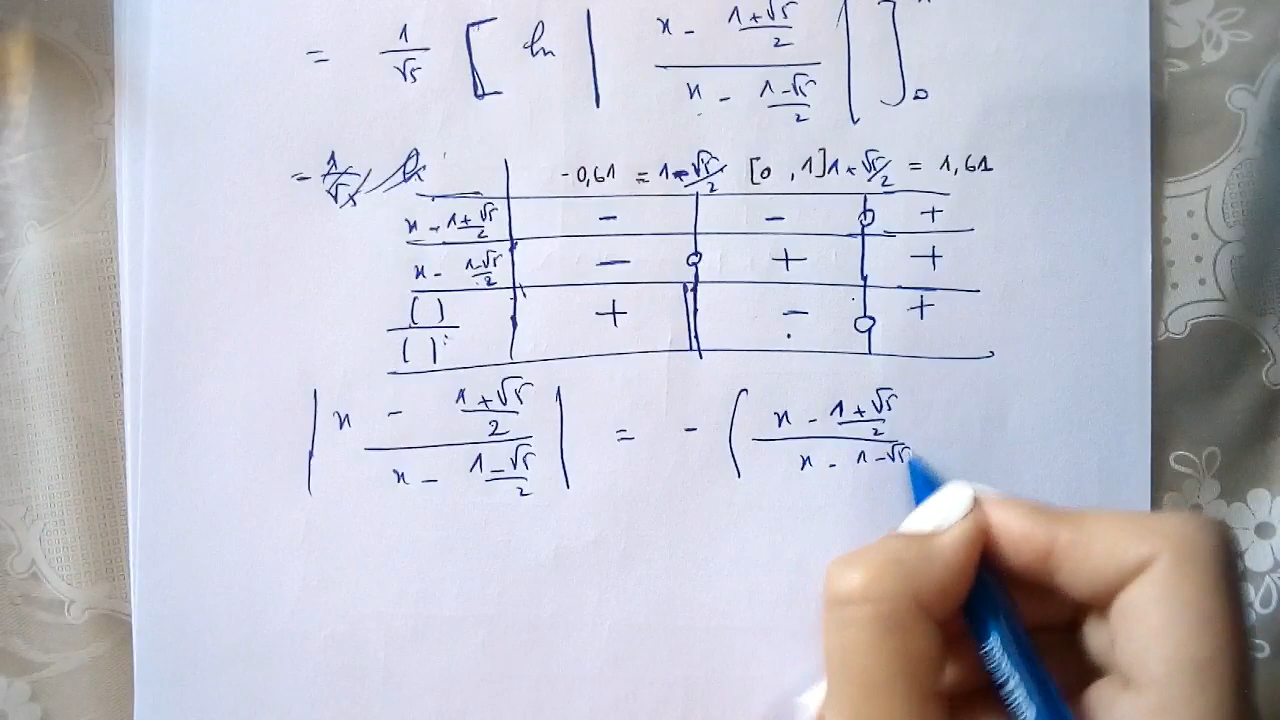 = 1/√5 [ ln | (x - (1+√5)/2) / (x - (1-√5)/2) | ]₀
= 1/√5
-0,61 = 1-√5/2 [0 , 1] 1+√5/2 = 1,61
x - (1+√5)/2 - - 0 +
x - (1-√5)/2 - 0 + +
( )/( ) + || - 0 +
| (x - (1+√5)/2) / (x - (1-√5)/2) | = - ( (x - (1+√5)/2) / (x - 1-√5